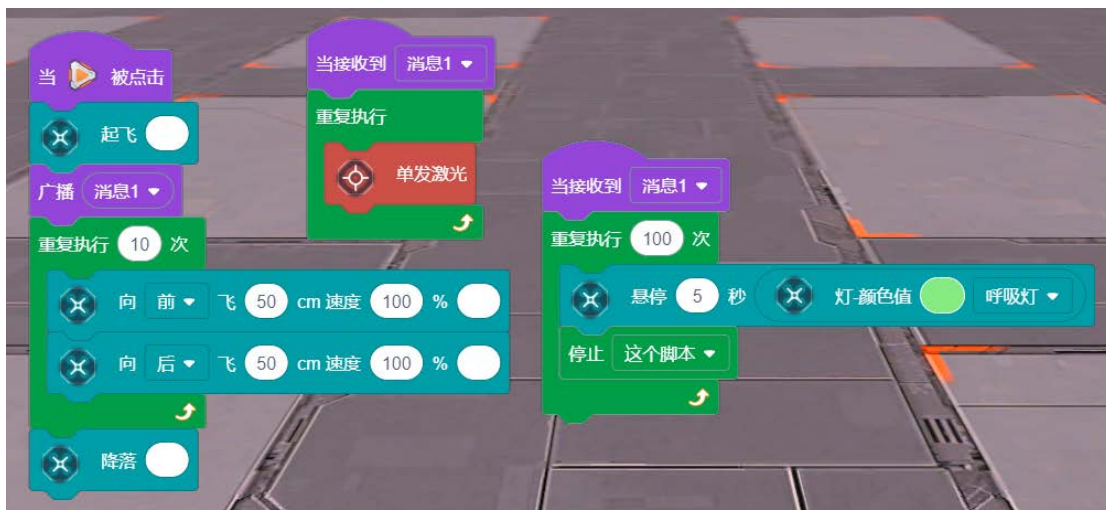 当 被点击
起飞
广播 消息1
重复执行 10 次
向 前 飞 50 cm 速度 100 %
向 后 飞 50 cm 速度 100 %
降落
当接收到 消息1
重复执行
单发激光
当接收到 消息1
重复执行 100 次
悬停 5 秒 灯-颜色值 呼吸灯
停止 这个脚本